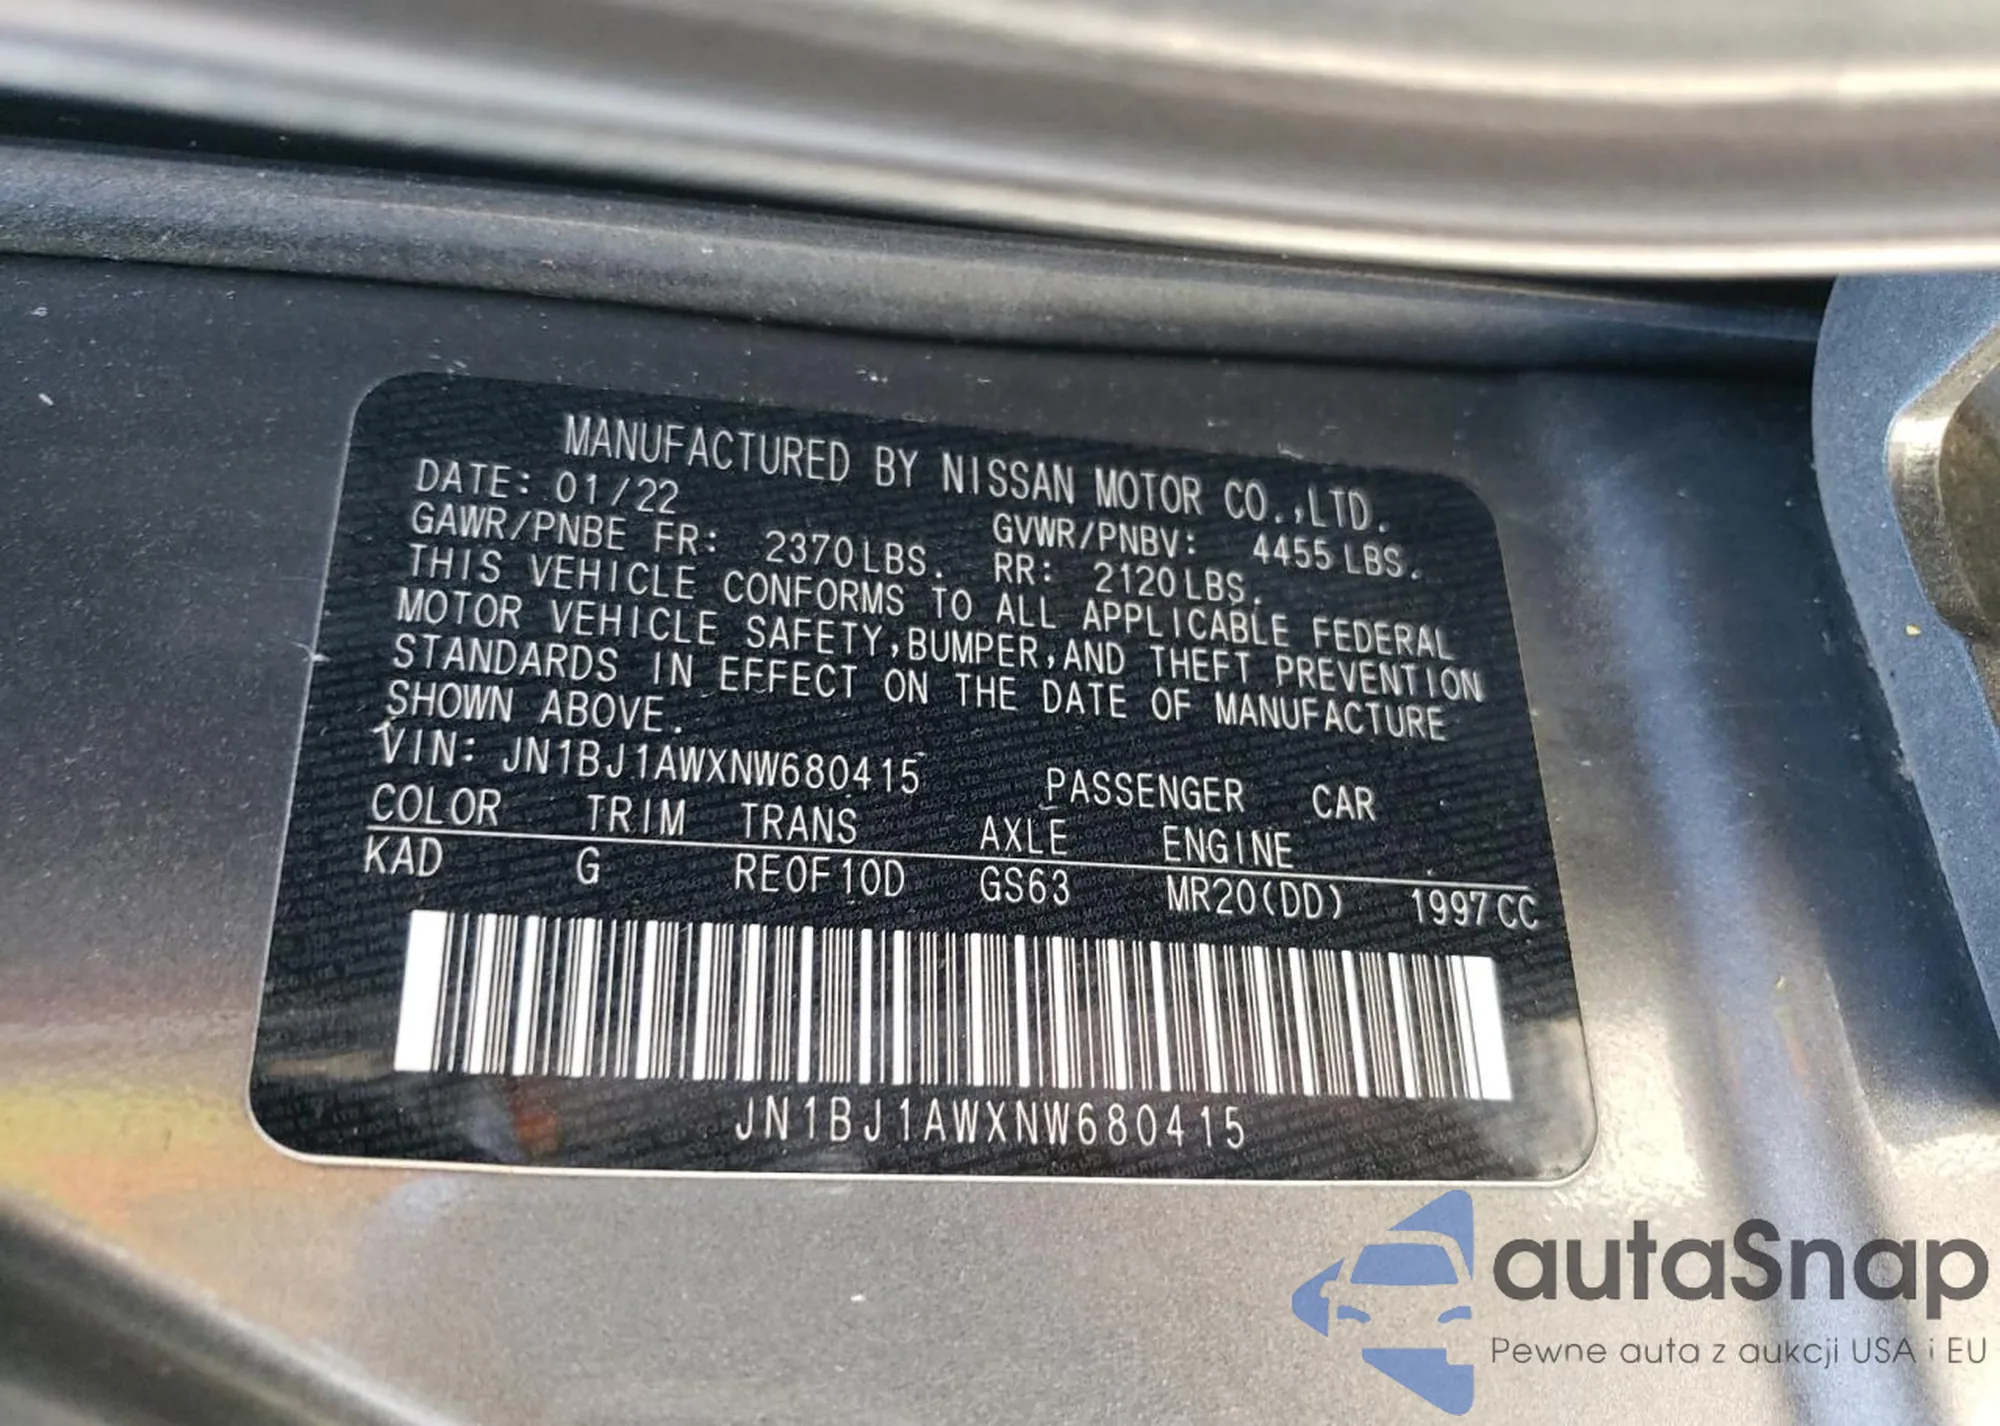 MANUFACTURED BY NISSAN MOTOR CO.,LTD.
DATE: 01/22 GVWR/PNBV: 4455 LBS.
GAWR/PNBE FR: 2370 LBS. RR: 2120 LBS.
THIS VEHICLE CONFORMS TO ALL APPLICABLE FEDERAL
MOTOR VEHICLE SAFETY,BUMPER,AND THEFT PREVENTION
STANDARDS IN EFFECT ON THE DATE OF MANUFACTURE
SHOWN ABOVE.
VIN: JN1BJ1AWXNW680415 PASSENGER CAR
COLOR TRIM TRANS AXLE ENGINE
KAD G RE0F10D GS63 MR20(DD) 1997CC
JN1BJ1AWXNW680415
autaSnap
Pewne auta z aukcji USA i EU